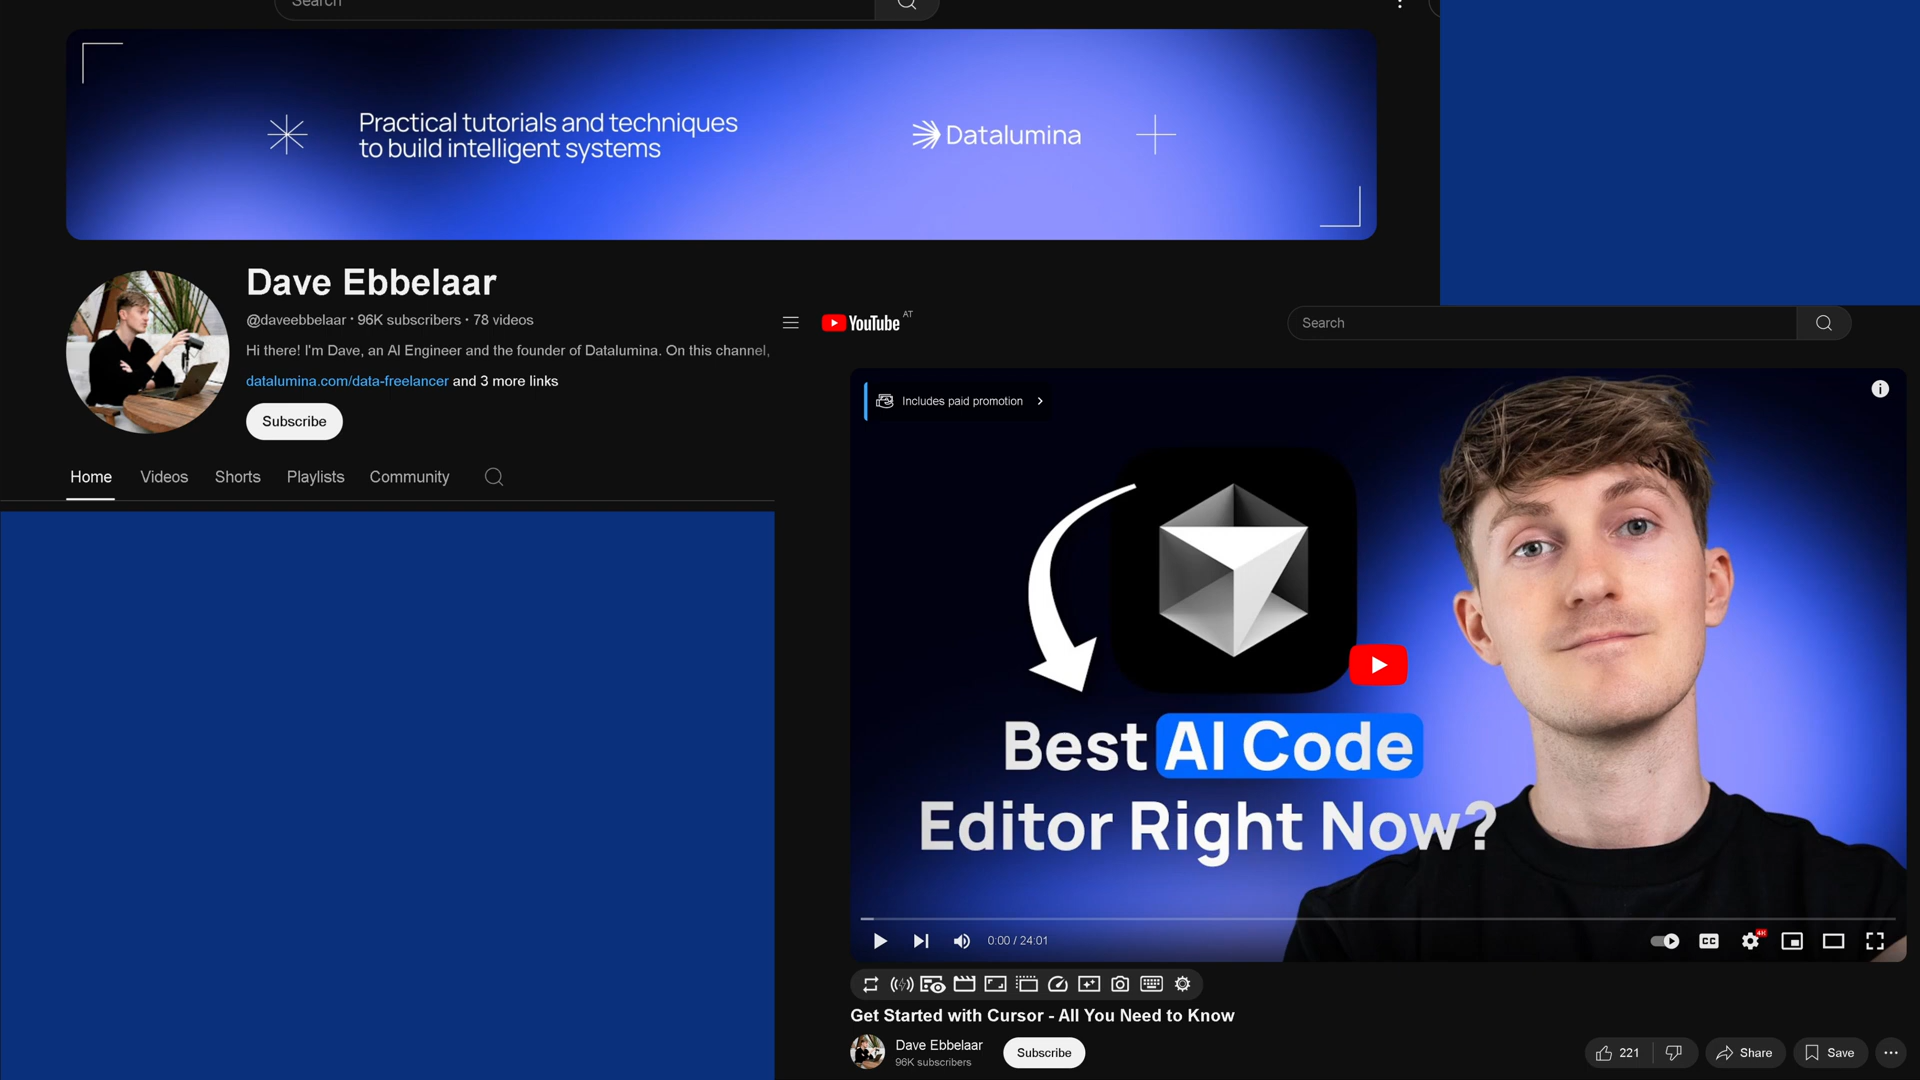 Search
Practical tutorials and techniques
to build intelligent systems
Datalumina
Dave Ebbelaar
@daveebbelaar • 96K subscribers • 78 videos
Hi there! I'm Dave, an AI Engineer and the founder of Datalumina. On this channel,
datalumina.com/data-freelancer and 3 more links
Subscribe
Home Videos Shorts Playlists Community
YouTube AT
Search
Includes paid promotion
Best AI Code
Editor Right Now?
0:00 / 24:01
CC
4K
Get Started with Cursor - All You Need to Know
Dave Ebbelaar
96K subscribers
Subscribe
221
Share
Save